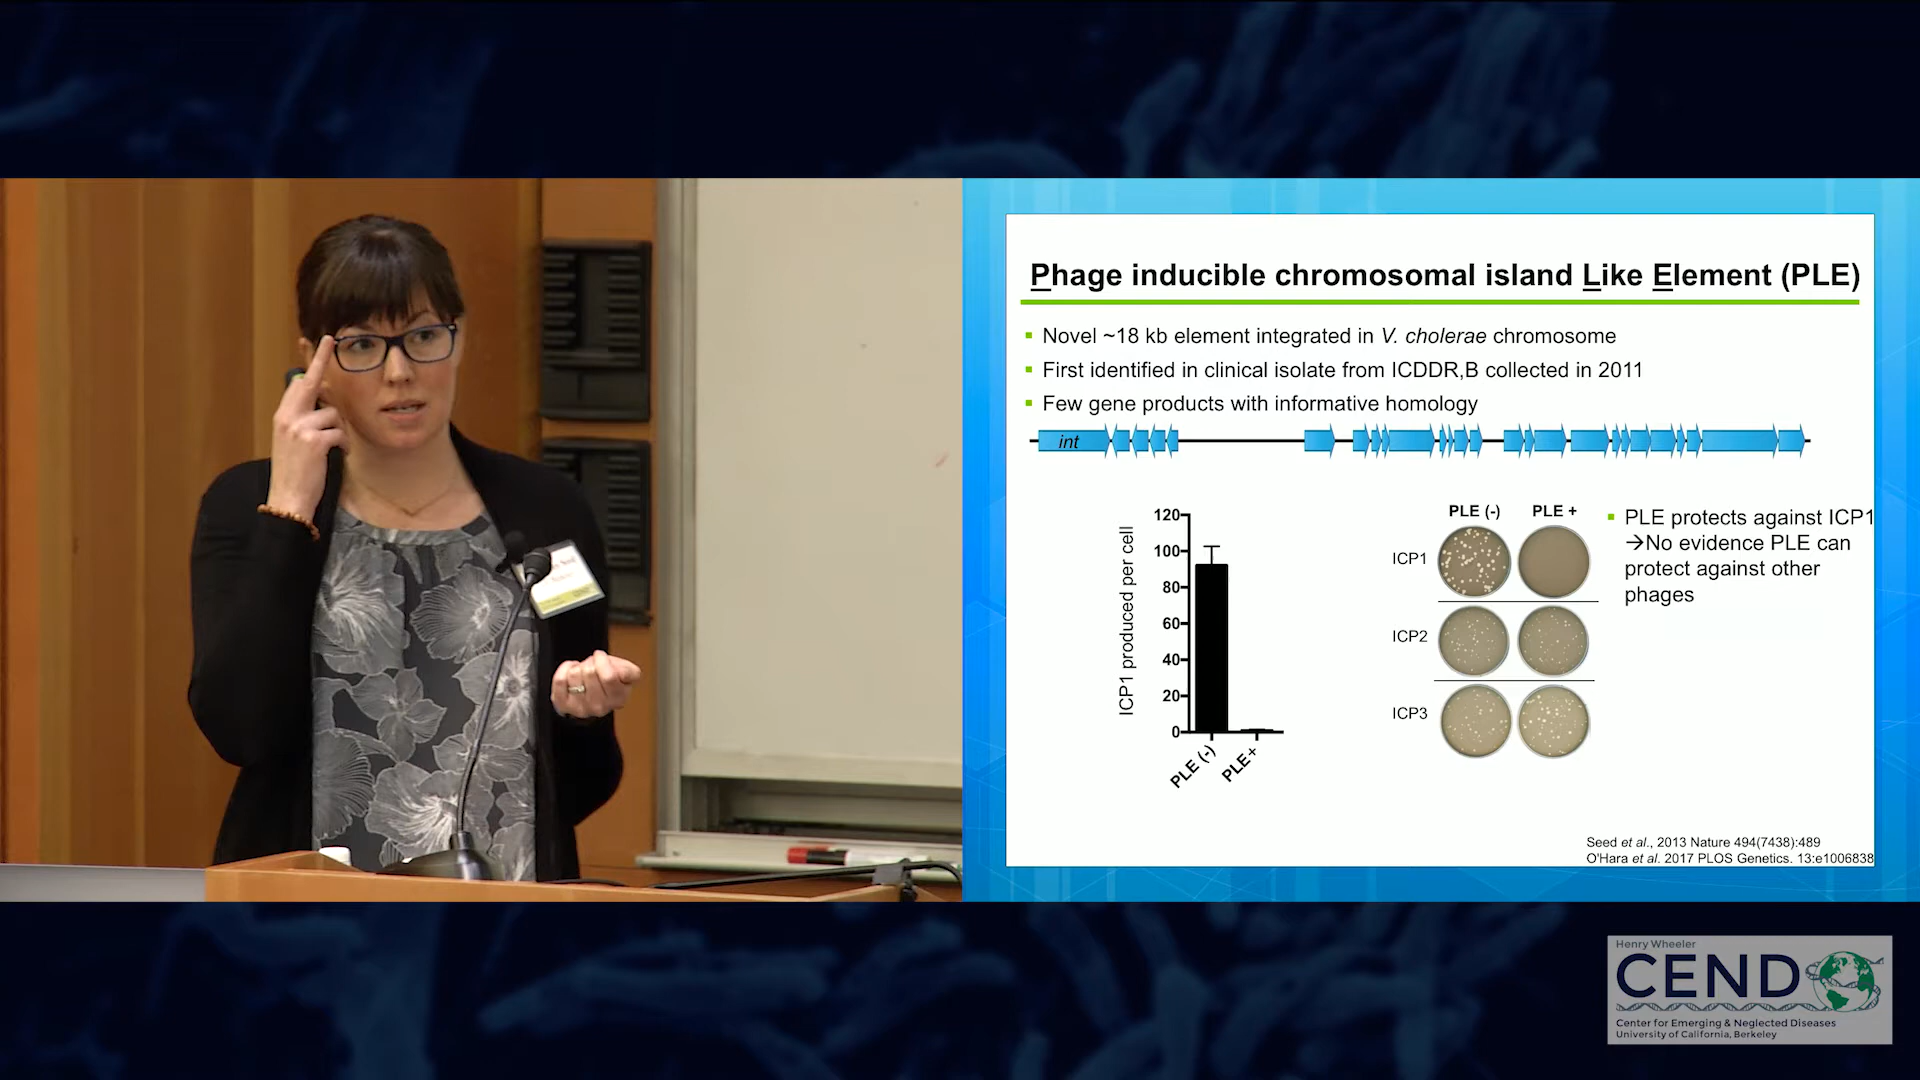 Phage inducible chromosomal island Like Element (PLE)
Novel ~18 kb element integrated in V. cholerae chromosome
First identified in clinical isolate from ICDDR,B collected in 2011
Few gene products with informative homology
int
ICP1 produced per cell
120
100
80
60
40
20
0
PLE (-)
PLE+
PLE (-) PLE +
ICP1
ICP2
ICP3
PLE protects against ICP1
→No evidence PLE can
protect against other
phages
Seed et al., 2013 Nature 494(7438):489
O'Hara et al. 2017 PLOS Genetics. 13:e1006838
Henry Wheeler
CEND
Center for Emerging & Neglected Diseases
University of California, Berkeley